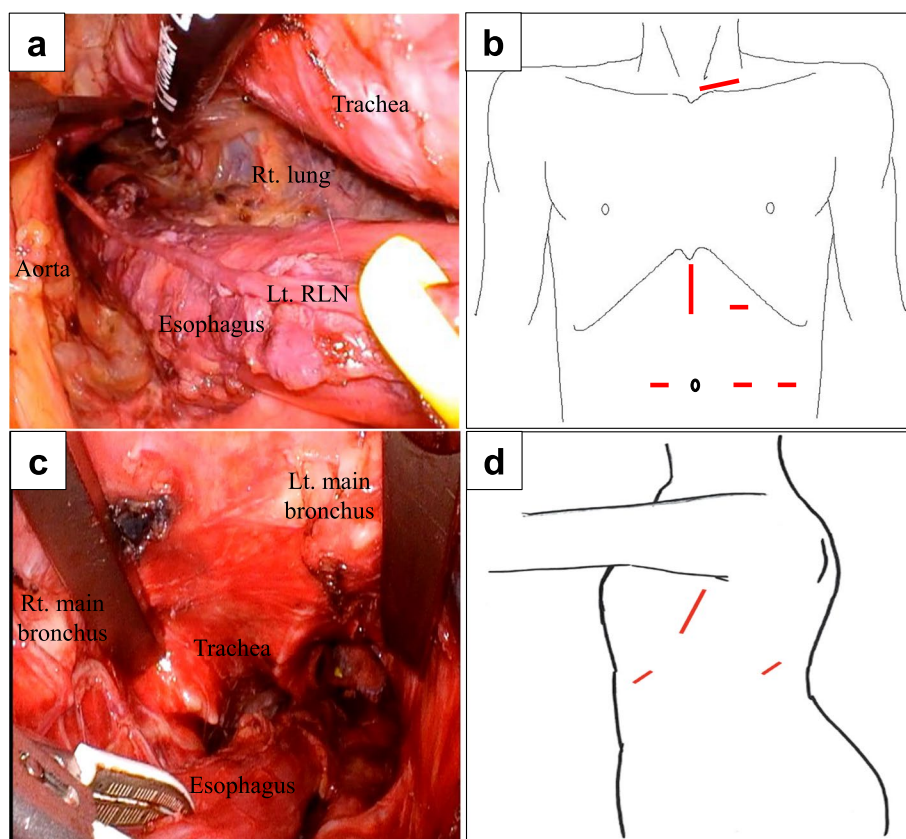 a
Trachea
Rt. lung
Aorta
Lt. RLN
Esophagus
b
c
Lt. main
bronchus
Rt. main
bronchus
Trachea
Esophagus
d